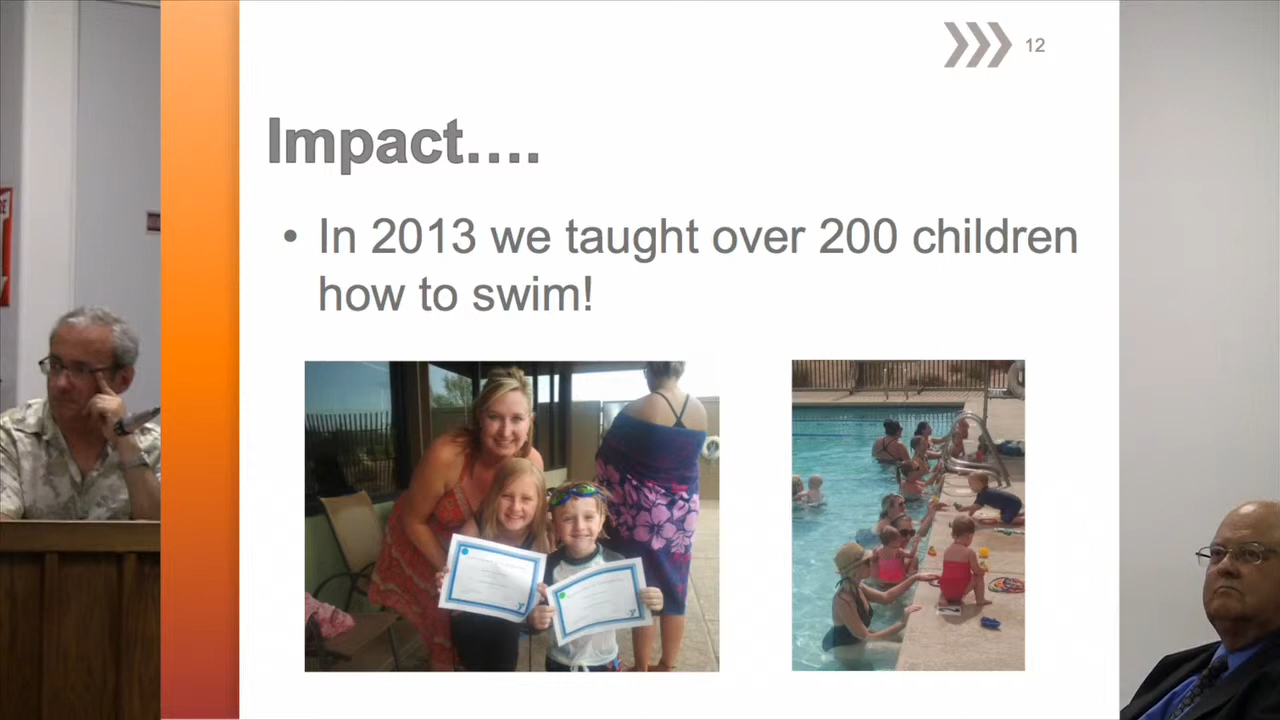 12
Impact....
• In 2013 we taught over 200 children
how to swim!